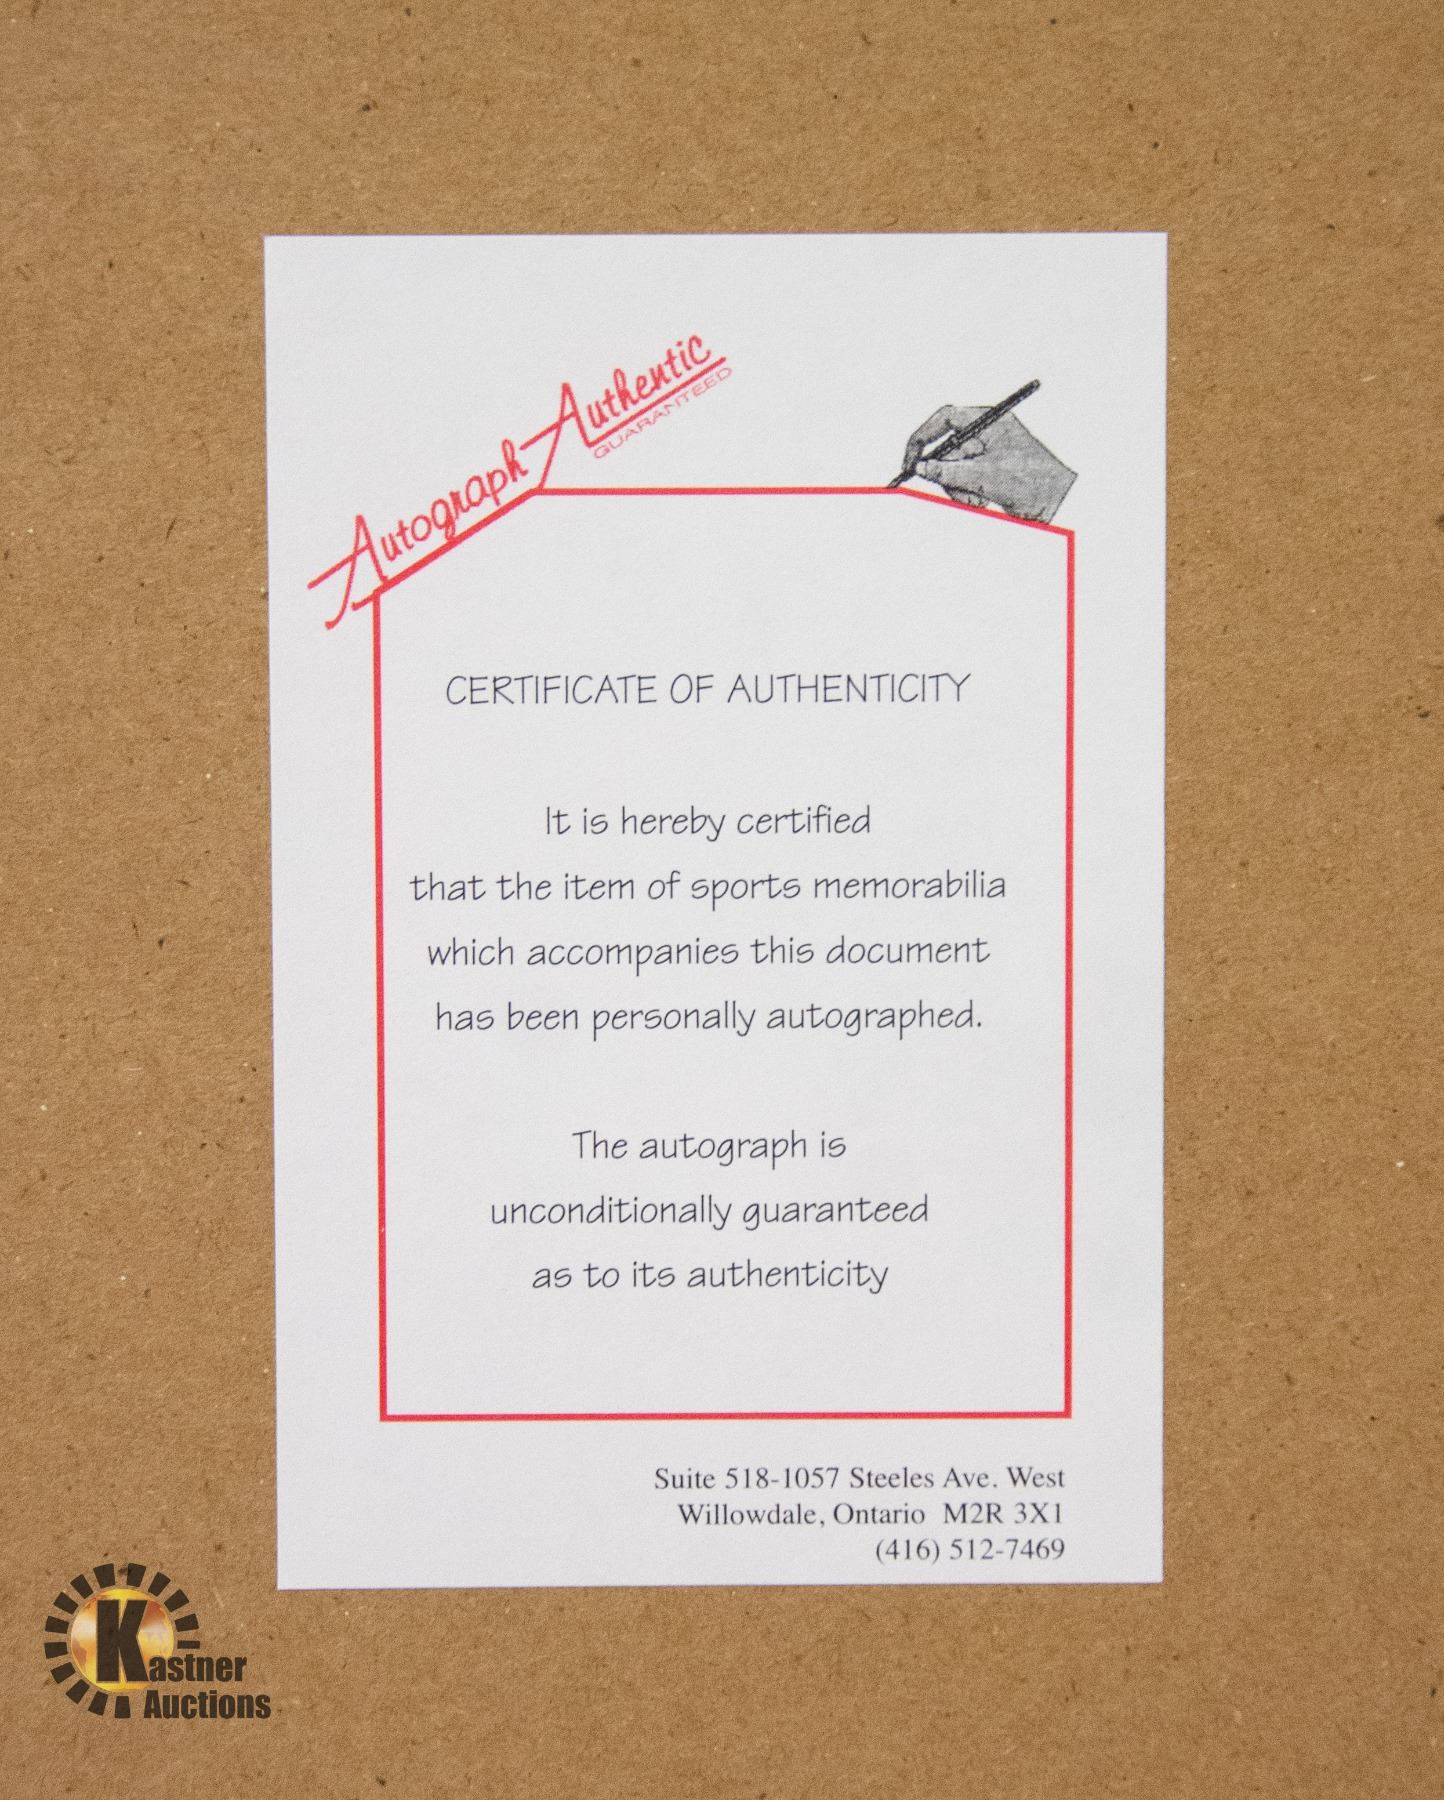 Autograph Authentic
GUARANTEED
CERTIFICATE OF AUTHENTICITY
It is hereby certified
that the item of sports memorabilia
which accompanies this document
has been personally autographed.
The autograph is
unconditionally guaranteed
as to its authenticity
Suite 518-1057 Steeles Ave. West
Willowdale, Ontario M2R 3X1
(416) 512-7469
Kastner
Auctions